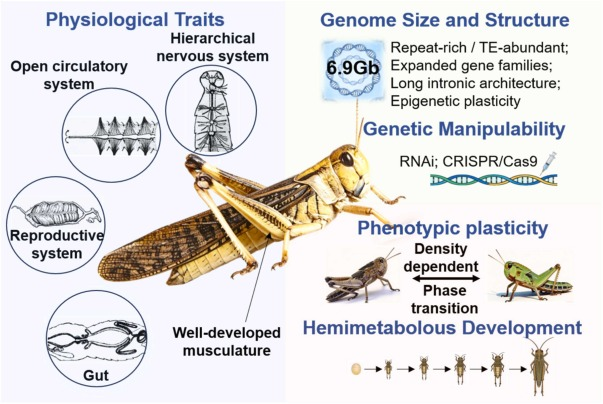 Physiological Traits
Hierarchical
nervous system
Open circulatory
system
Reproductive
system
Gut
Well-developed
musculature
Genome Size and Structure
6.9Gb
Repeat-rich / TE-abundant;
Expanded gene families;
Long intronic architecture;
Epigenetic plasticity
Genetic Manipulability
RNAi; CRISPR/Cas9
Phenotypic plasticity
Density
dependent
Phase
transition
Hemimetabolous Development